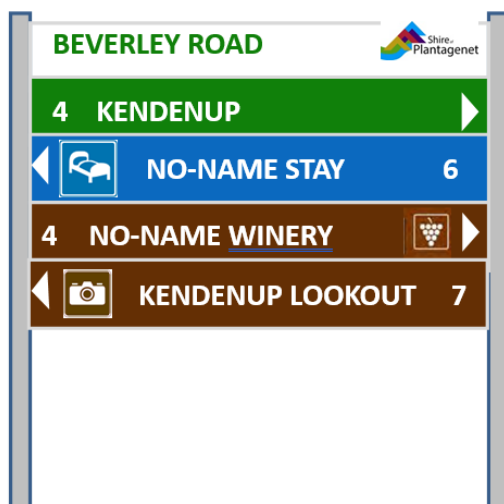 BEVERLEY ROAD
Shire of
Plantagenet
4 KENDENUP
NO-NAME STAY 6
4 NO-NAME WINERY
KENDENUP LOOKOUT 7